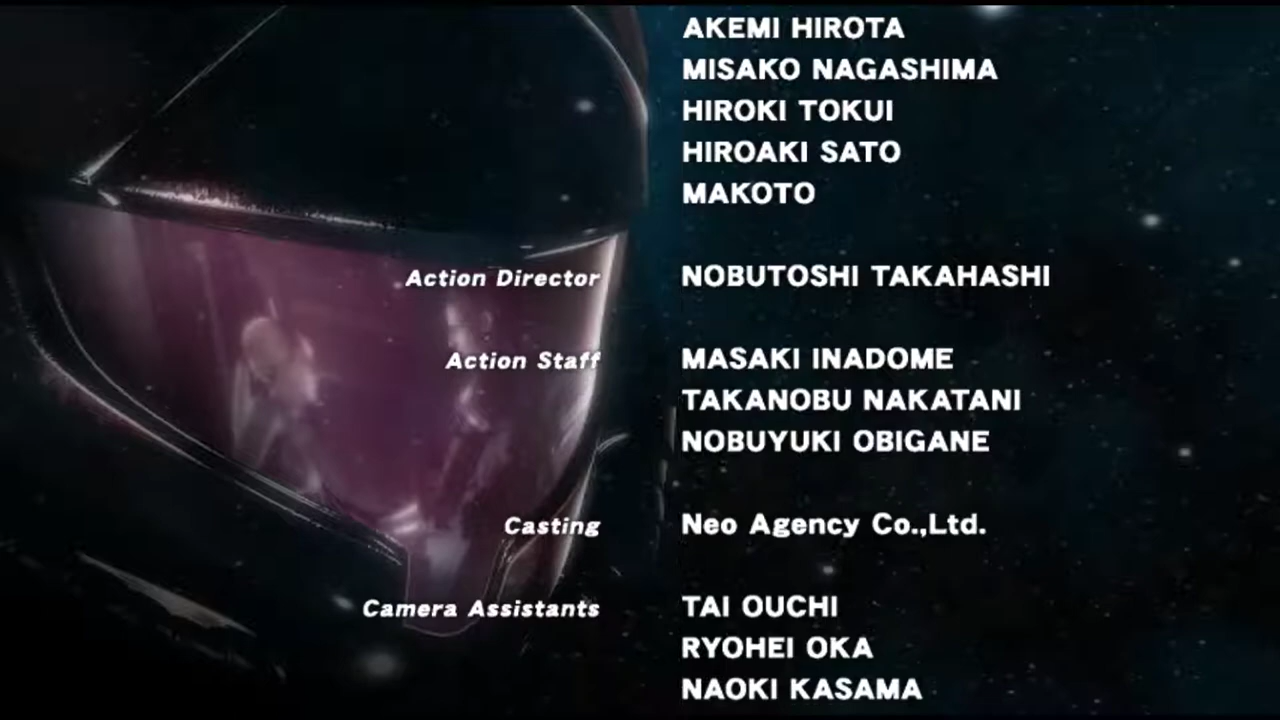 AKEMI HIROTA
MISAKO NAGASHIMA
HIROKI TOKUI
HIROAKI SATO
MAKOTO
Action Director NOBUTOSHI TAKAHASHI
Action Staff MASAKI INADOME
TAKANOBU NAKATANI
NOBUYUKI OBIGANE
Casting Neo Agency Co.,Ltd.
Camera Assistants TAI OUCHI
RYOHEI OKA
NAOKI KASAMA